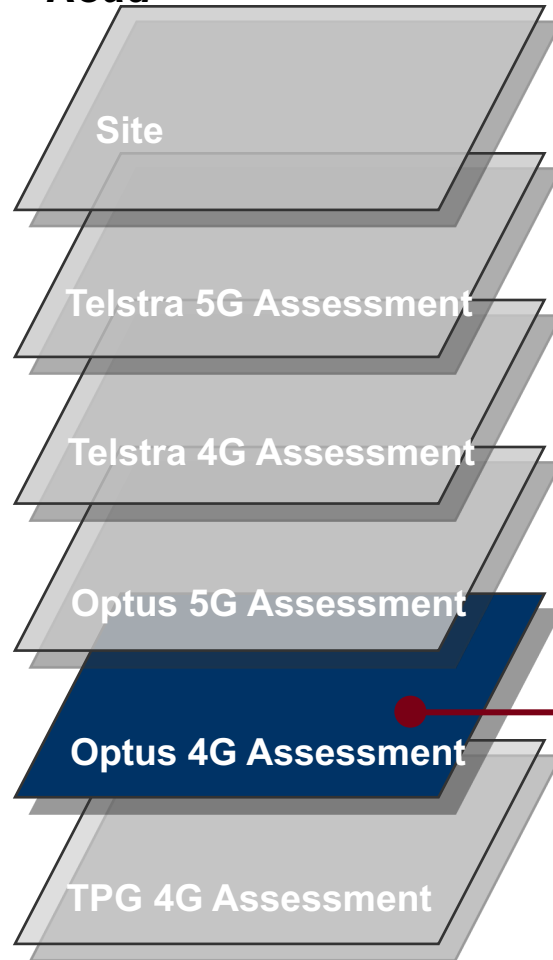 Site
Telstra 5G Assessment
Telstra 4G Assessment
Optus 5G Assessment
Optus 4G Assessment
TPG 4G Assessment